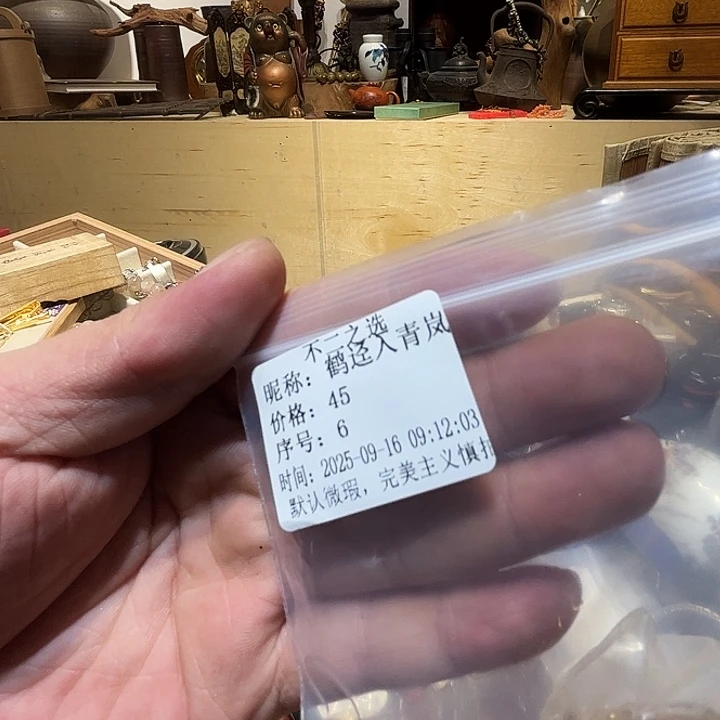 不二之选
昵称：鹤迳入青岚
价格：45
序号：6
时间：2025-09-16 09:12:03
默认微瑕，完美主义慎拍